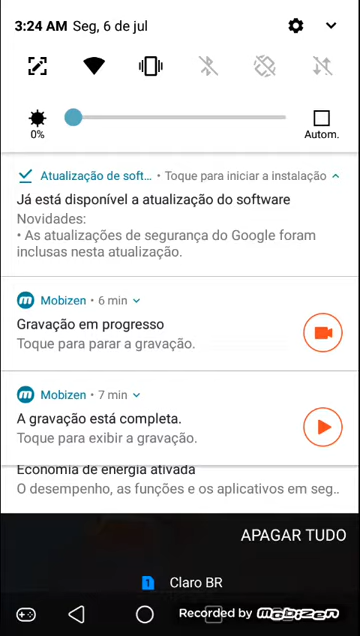 3:24 AM Seg, 6 de jul
0%
Autom.
Atualização de soft... • Toque para iniciar a instalação
Já está disponível a atualização do software
Novidades:
• As atualizações de segurança do Google foram
inclusas nesta atualização.
m Mobizen • 6 min
Gravação em progresso
Toque para parar a gravação.
m Mobizen • 7 min
A gravação está completa.
Toque para exibir a gravação.
Economia de energia ativada
O desempenho, as funções e os aplicativos em seg..
APAGAR TUDO
1 Claro BR
Recorded by mobizen